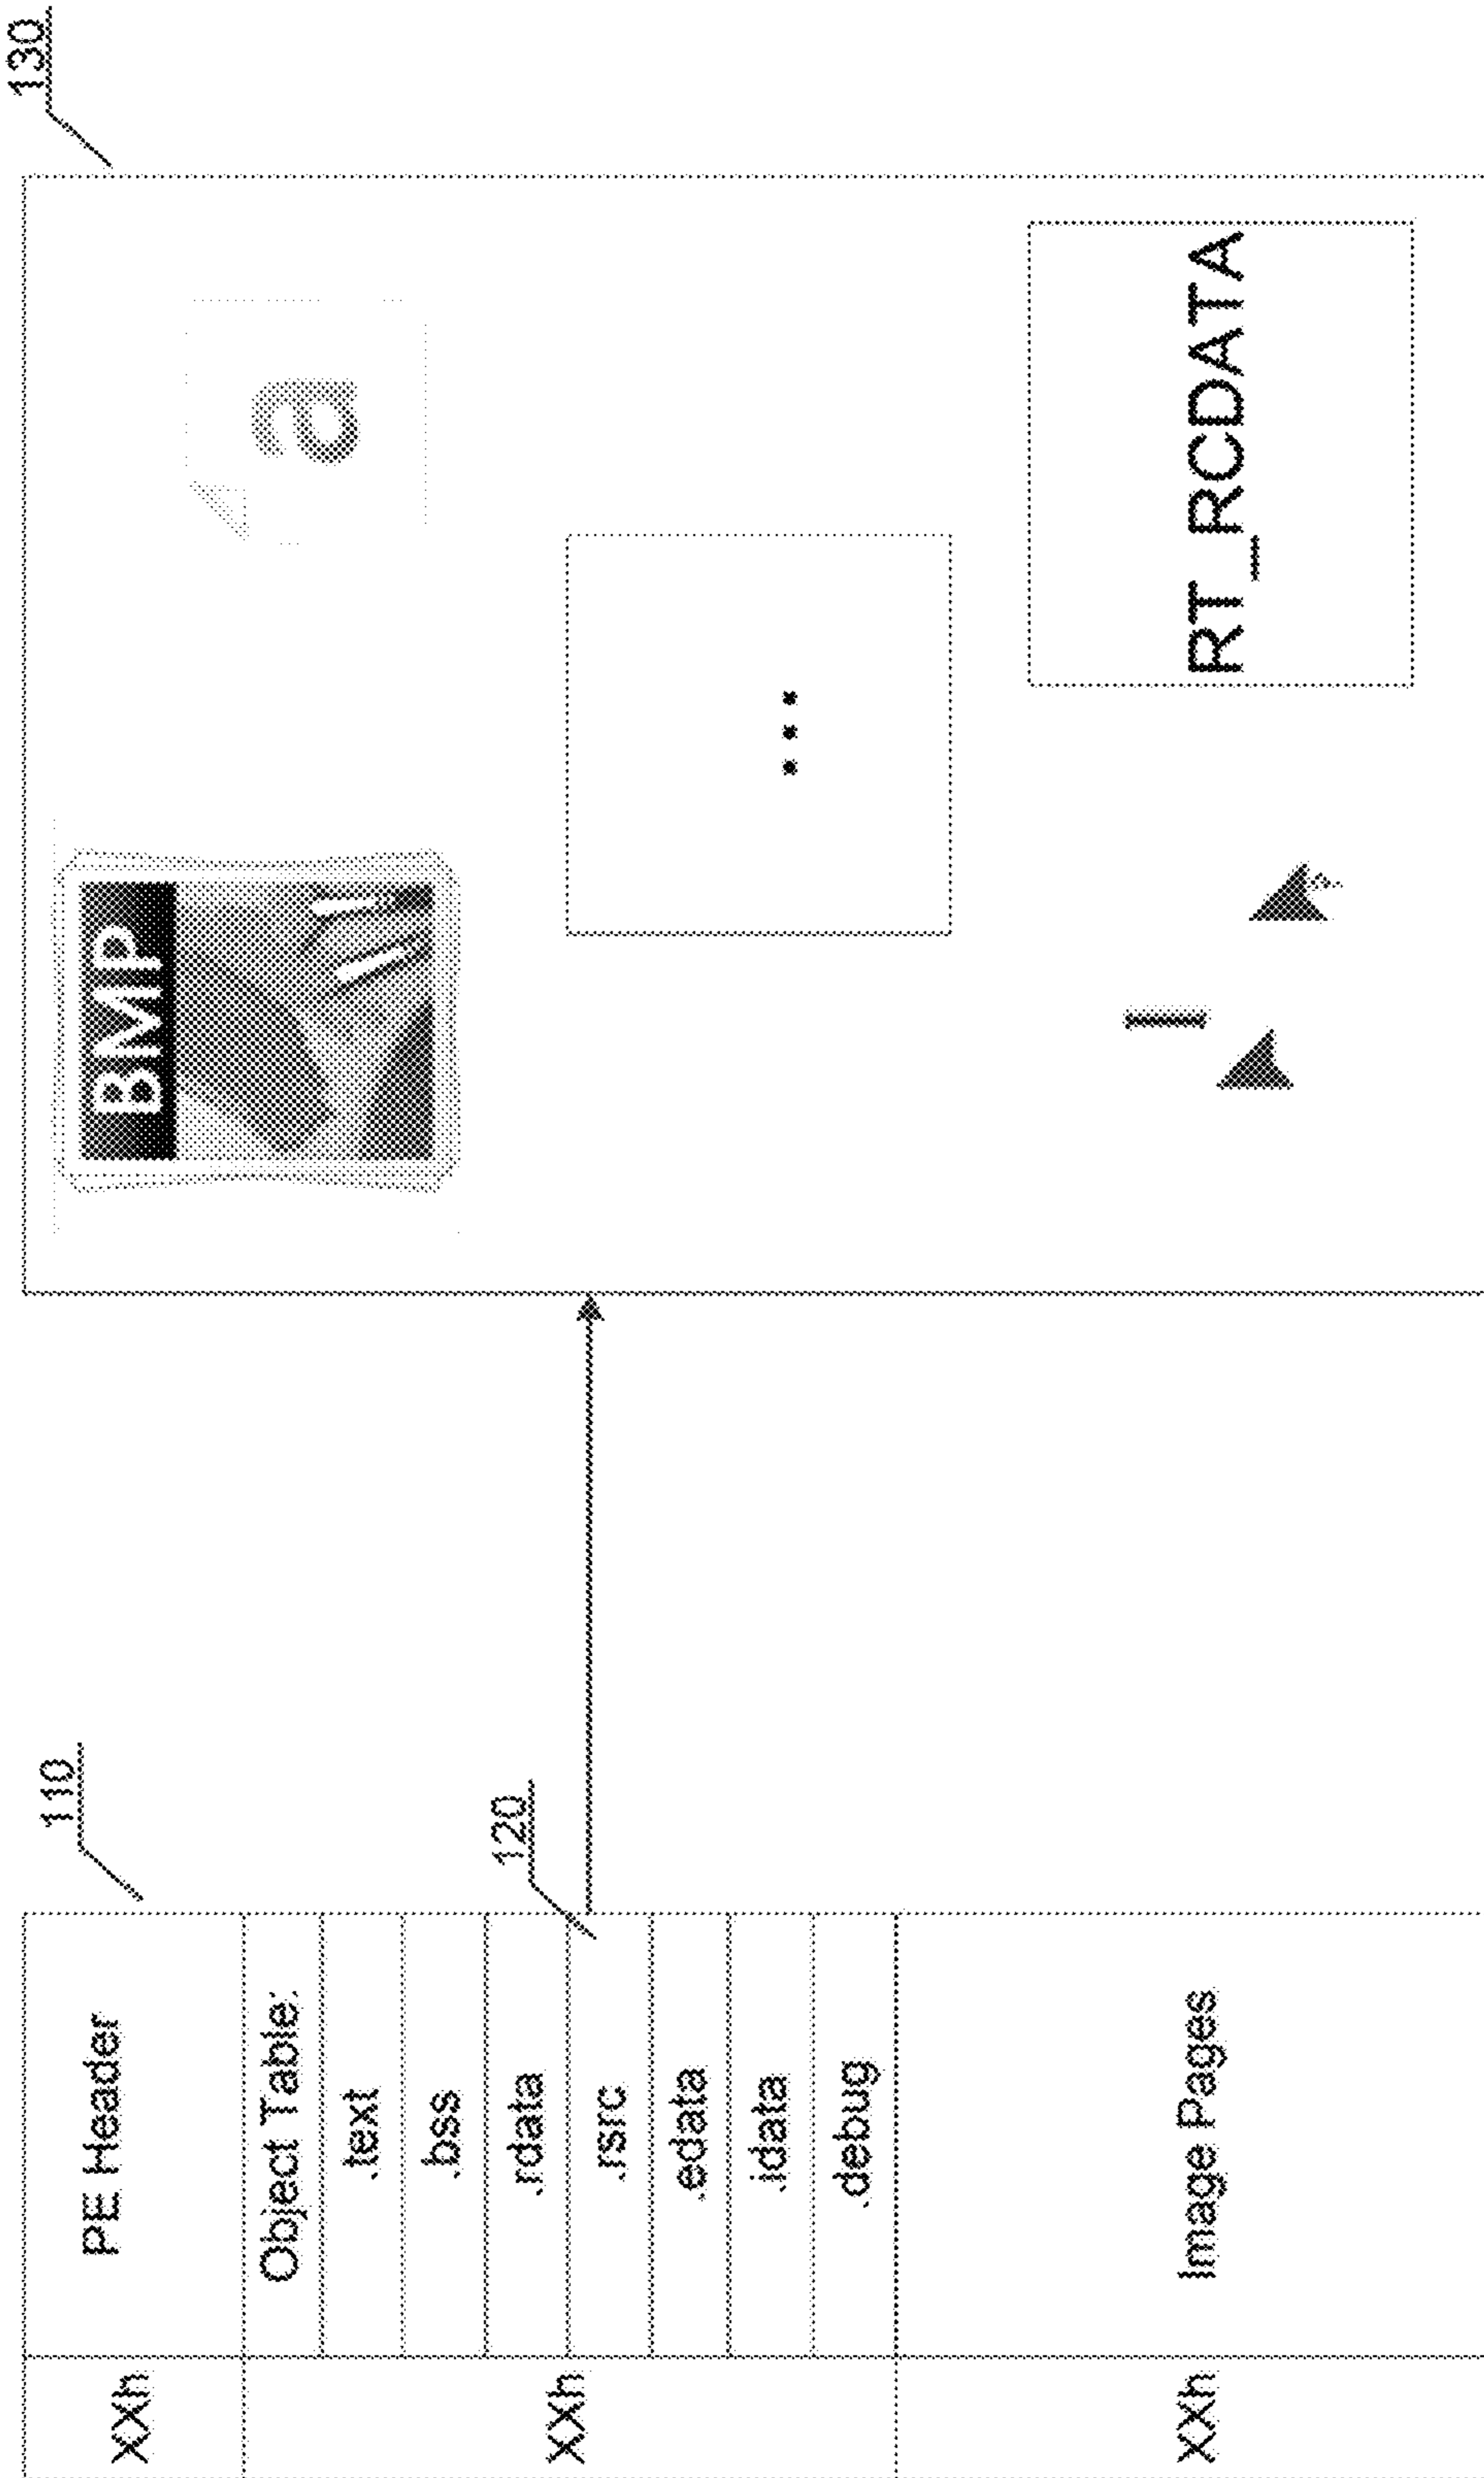 110
130
XXh
PE Header
XXh
Object Table:
.text
.bss
.rdata
.rsrc
120
.edata
.idata
.debug
XXh
Image Pages
BMP
a
...
RT_RCDATA